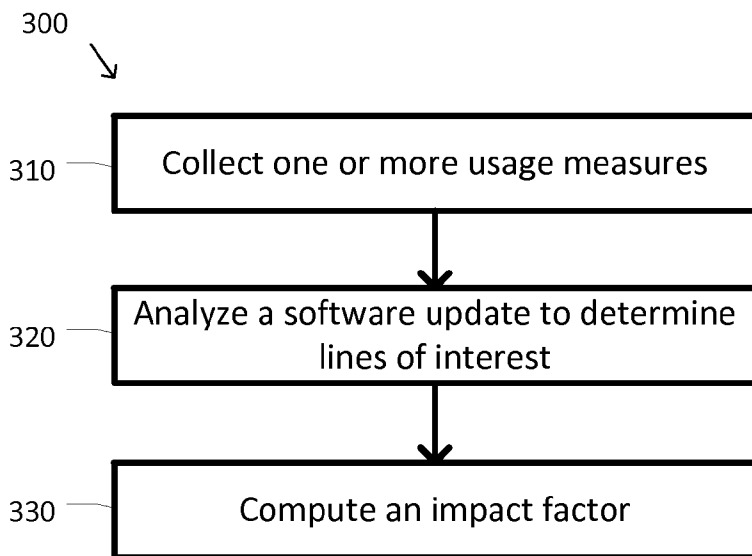 300
310
Collect one or more usage measures
320
Analyze a software update to determine
lines of interest
330
Compute an impact factor